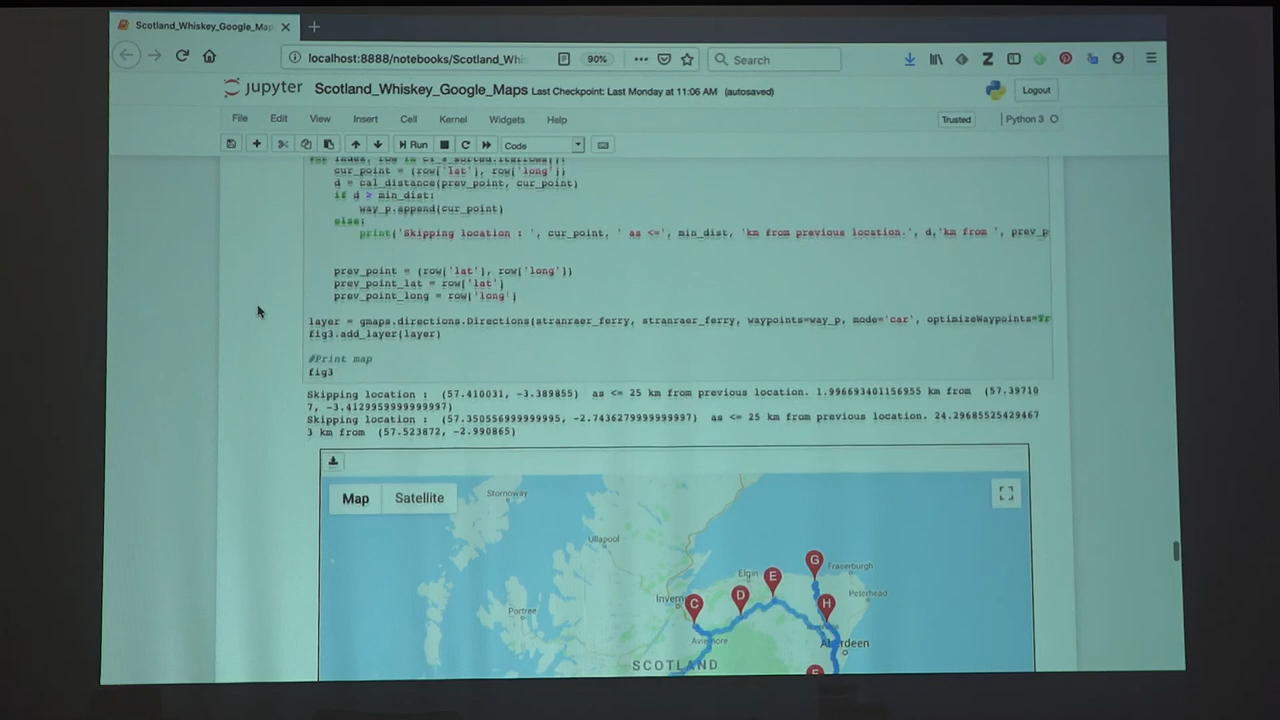 Scotland_Whiskey_Google_Map
localhost:8888/notebooks/Scotland_Whi
90%
Search
jupyter Scotland_Whiskey_Google_Maps Last Checkpoint: Last Monday at 11:06 AM (autosaved)
Logout
File Edit View Insert Cell Kernel Widgets Help
Trusted Python 3
Run Code
cur_point = (row['lat'], row['long'])
d = cal_distance(prev_point, cur_point)
if d ≥ min_dist:
way_p.append(cur_point)
else:
print('Skipping location : ', cur_point, ' as <=', min_dist, 'km from previous location.', d,'km from ', prev_p
prev_point = (row['lat'], row['long'])
prev_point_lat = row['lat']
prev_point_long = row['long']
layer = gmaps.directions.Directions(stranraer_ferry, stranraer_ferry, waypoints=way_p, mode='car', optimizeWaypoints=Tr
fig3.add_layer(layer)
#Print map
fig3
Skipping location : (57.410031, -3.389855) as <= 25 km from previous location. 1.996693401156955 km from (57.39710
7, -3.4129959999999997)
Skipping location : (57.350556999999995, -2.7436279999999997) as <= 25 km from previous location. 24.29685525429467
3 km from (57.523872, -2.990865)
Map Satellite
Stornoway
Ullapool
G
Fraserburgh
Elgin
E
Peterhead
Invern
C
D
H
Portree
Aviemore
Aberdeen
SCOTLAND